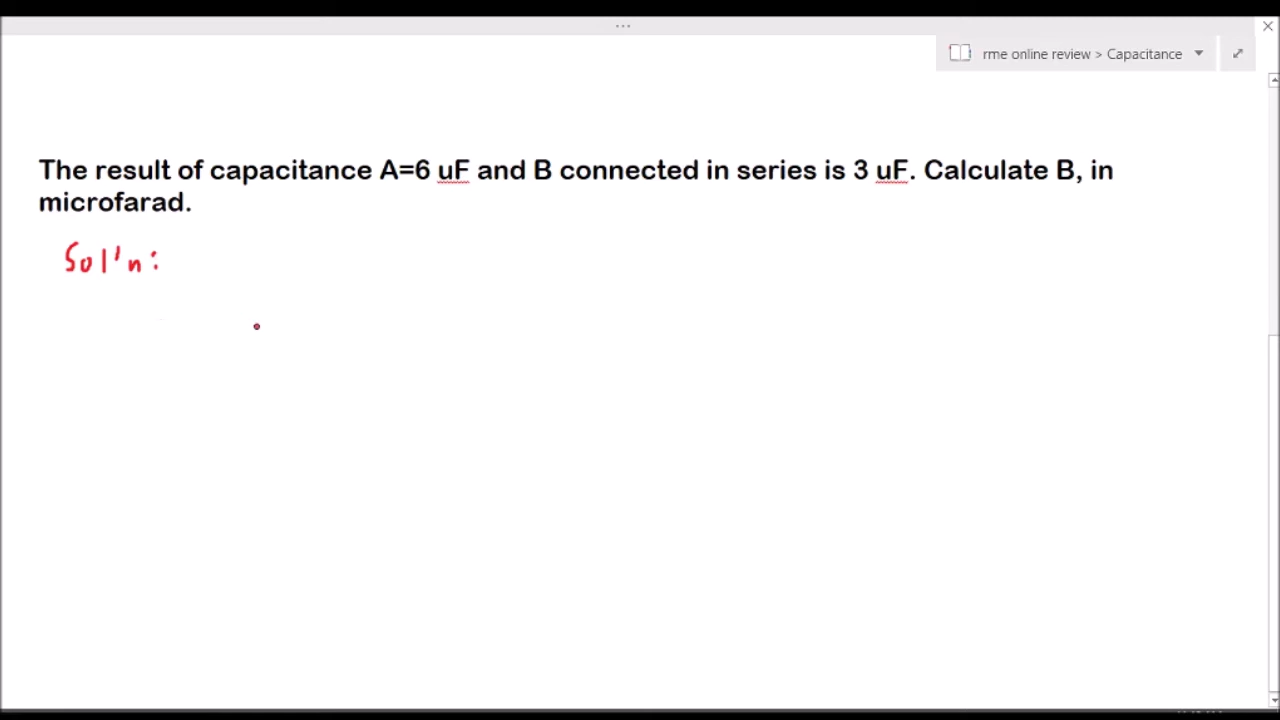 ...
rme online review > Capacitance
The result of capacitance A=6 uF and B connected in series is 3 uF. Calculate B, in
microfarad.
Sol'n: